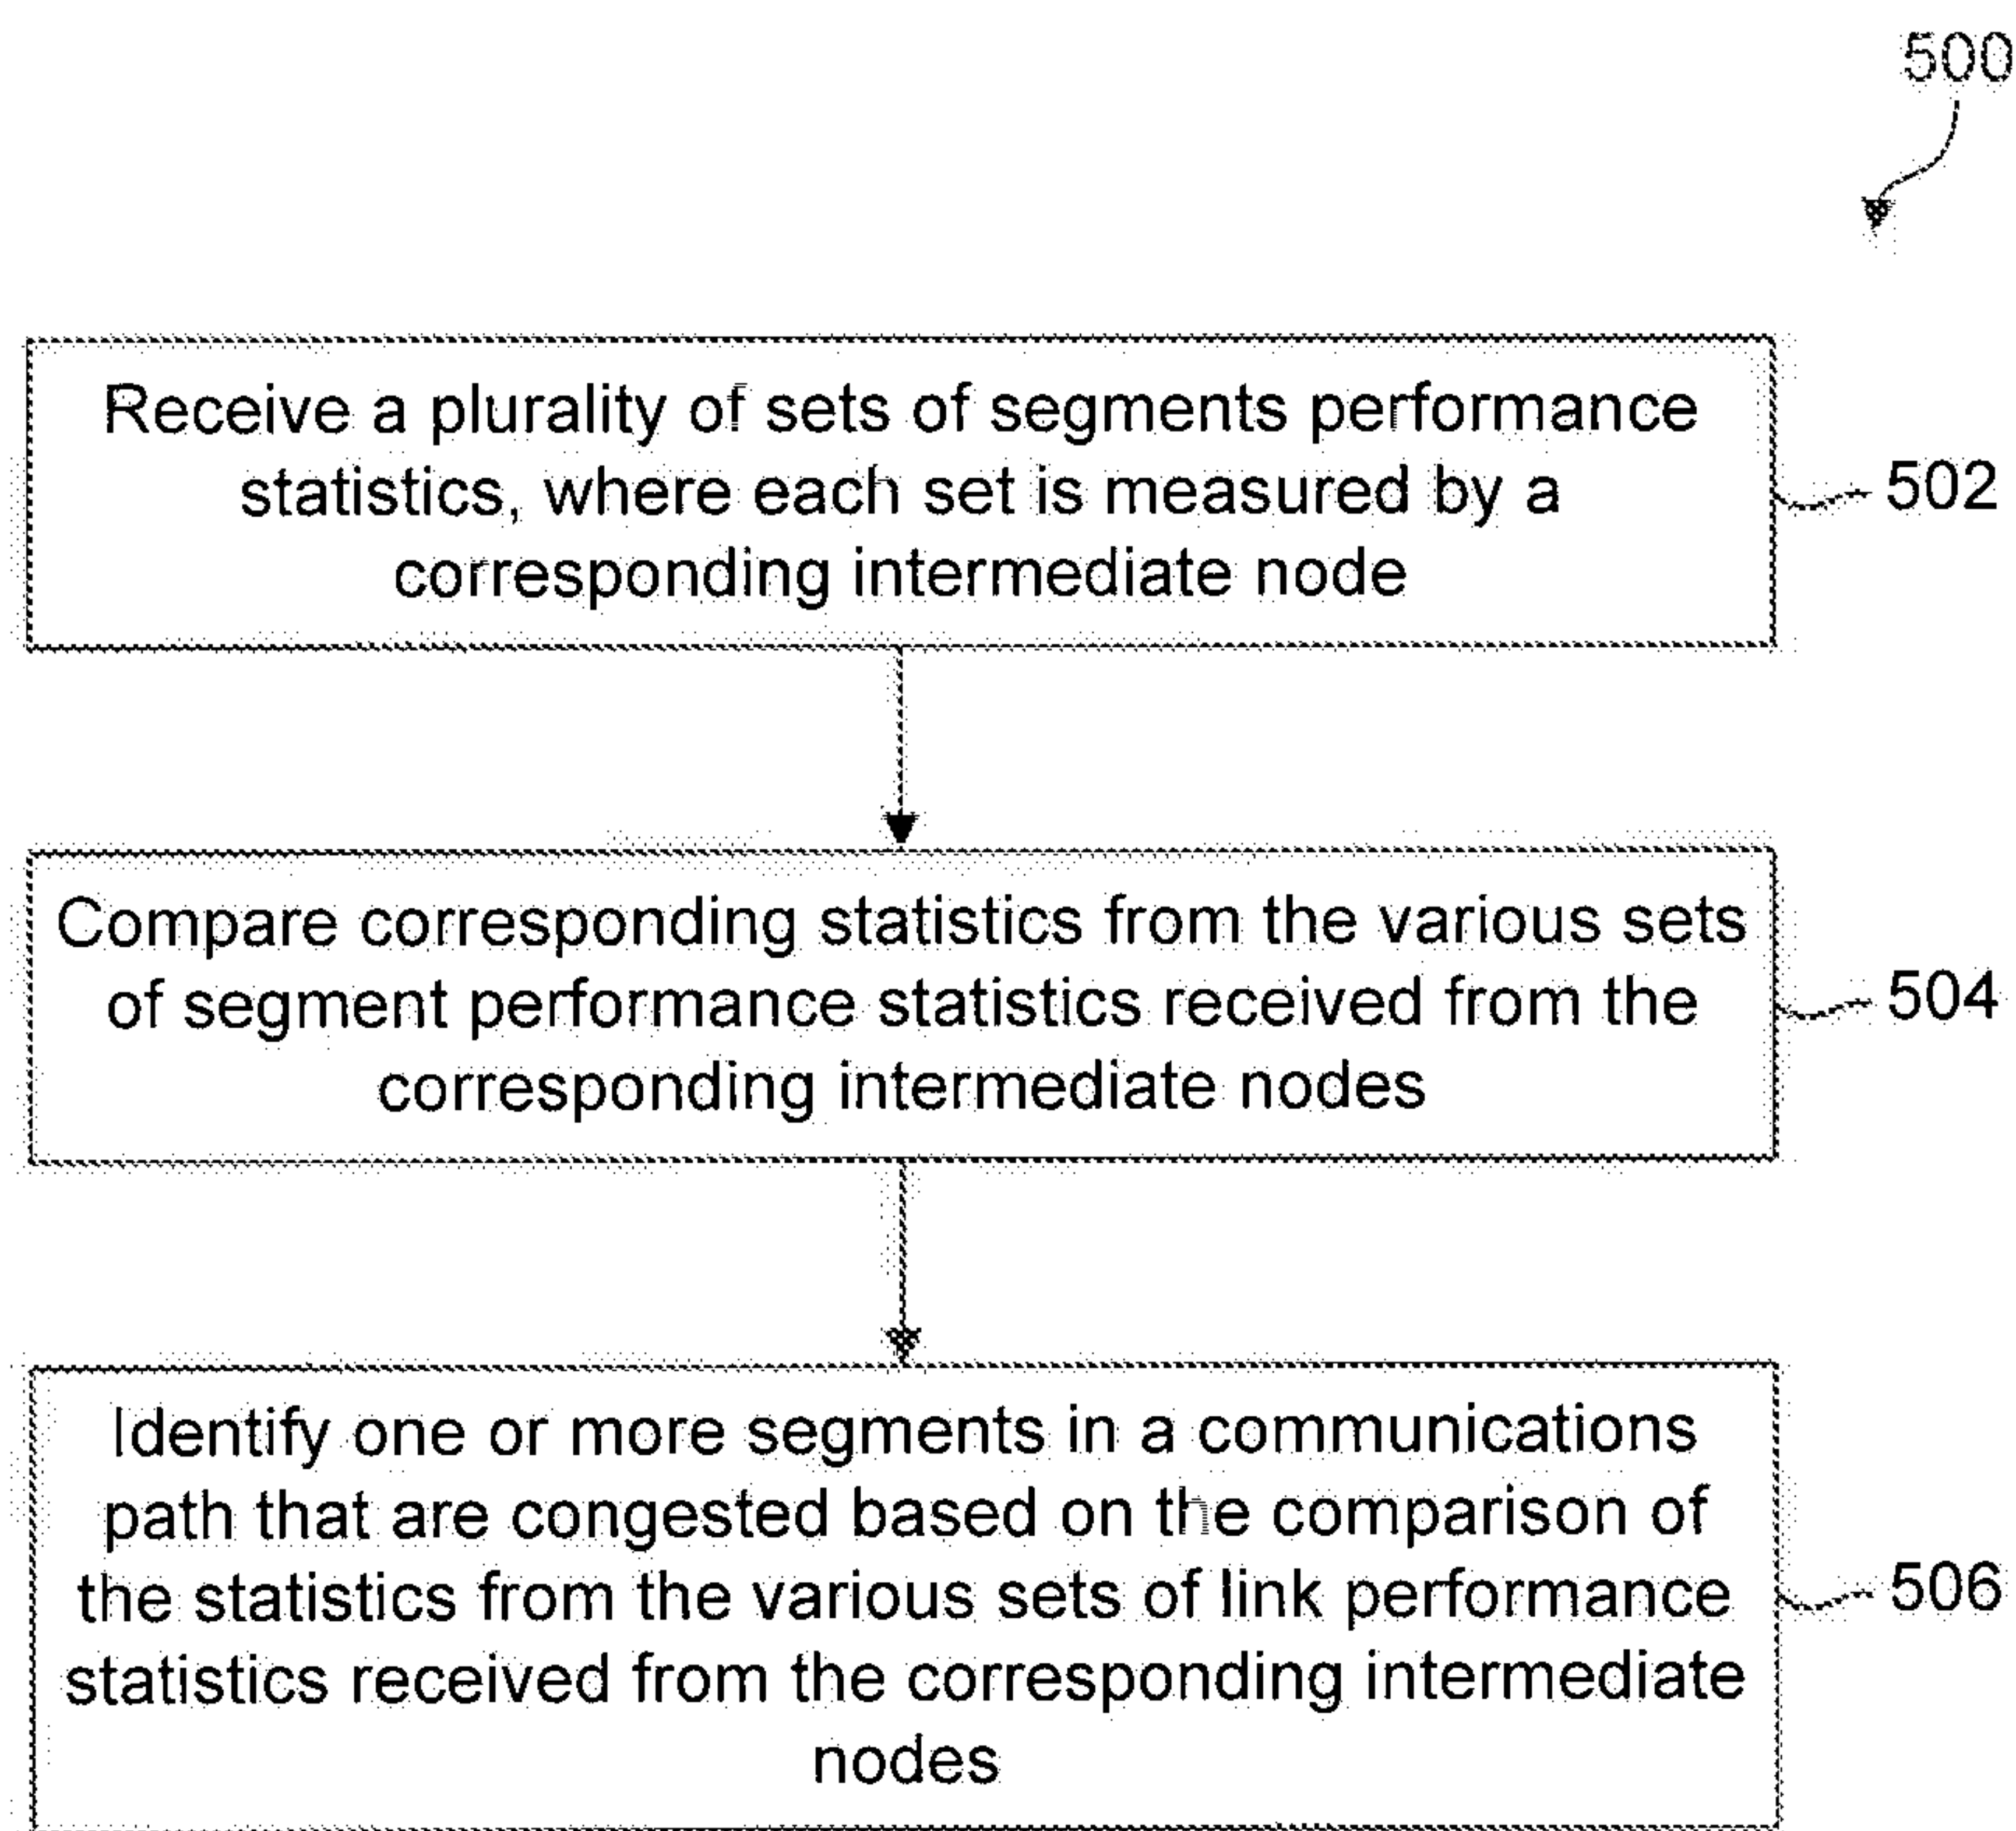 500
Receive a plurality of sets of segments performance
statistics, where each set is measured by a
corresponding intermediate node
502
Compare corresponding statistics from the various sets
of segment performance statistics received from the
corresponding intermediate nodes
504
Identify one or more segments in a communications
path that are congested based on the comparison of
the statistics from the various sets of link performance
statistics received from the corresponding intermediate
nodes
506